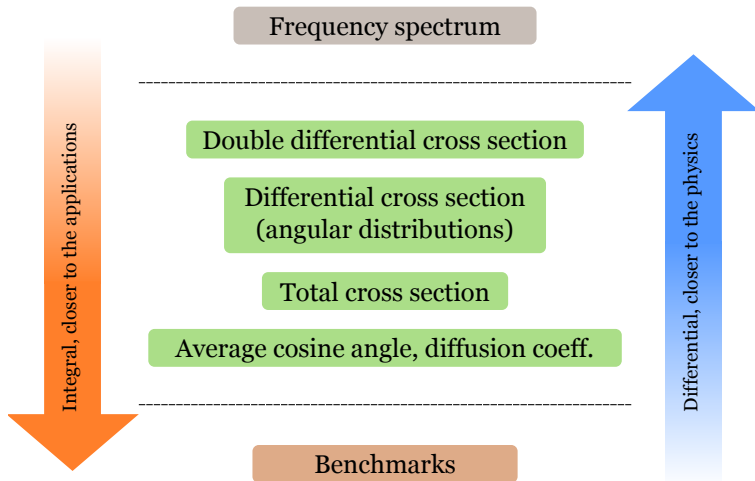 Frequency spectrum
Double differential cross section
Differential cross section
(angular distributions)
Total cross section
Average cosine angle, diffusion coeff.
Benchmarks
Integral, closer to the applications
Differential, closer to the physics